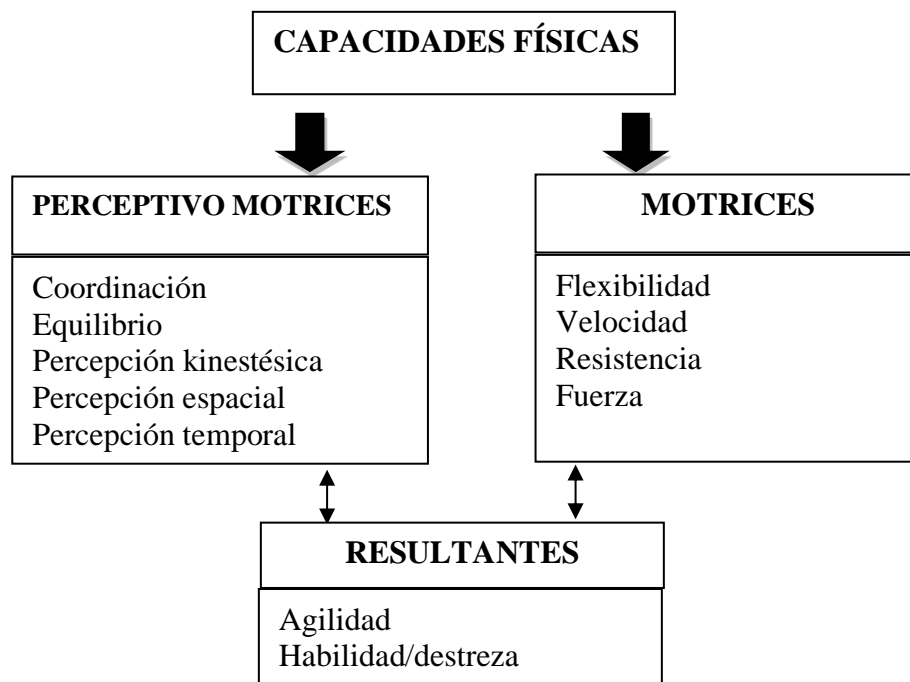 CAPACIDADES FÍSICAS
PERCEPTIVO MOTRICES
Coordinación
Equilibrio
Percepción kinestésica
Percepción espacial
Percepción temporal
MOTRICES
Flexibilidad
Velocidad
Resistencia
Fuerza
RESULTANTES
Agilidad
Habilidad/destreza